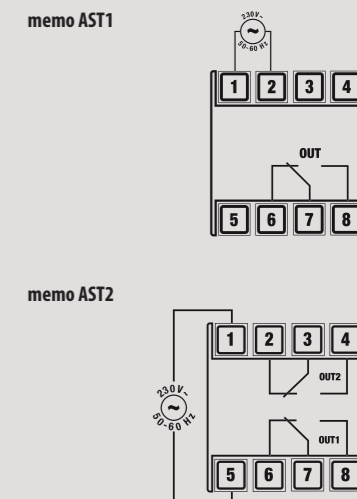 memo AST1
230V~
50-60 Hz
1 2 3 4
OUT
5 6 7 8
memo AST2
1 2 3 4
230V~
50-60 Hz
OUT2
OUT1
5 6 7 8